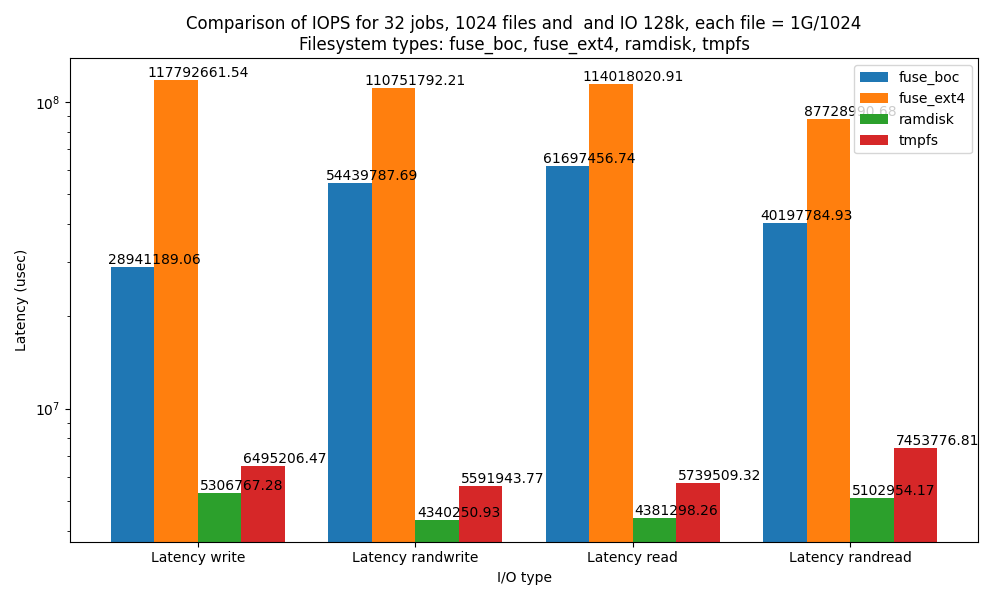 Comparison of IOPS for 32 jobs, 1024 files and  and IO 128k, each file = 1G/1024
Filesystem types: fuse_boc, fuse_ext4, ramdisk, tmpfs
fuse_boc
fuse_ext4
ramdisk
tmpfs
Latency (usec)
10^8
10^7
28941189.06
117792661.54
5306767.28
6495206.47
54439787.69
110751792.21
4340250.93
5591943.77
61697456.74
114018020.91
4381298.26
5739509.32
40197784.93
87728990.68
5102954.17
7453776.81
Latency write
Latency randwrite
Latency read
Latency randread
I/O type